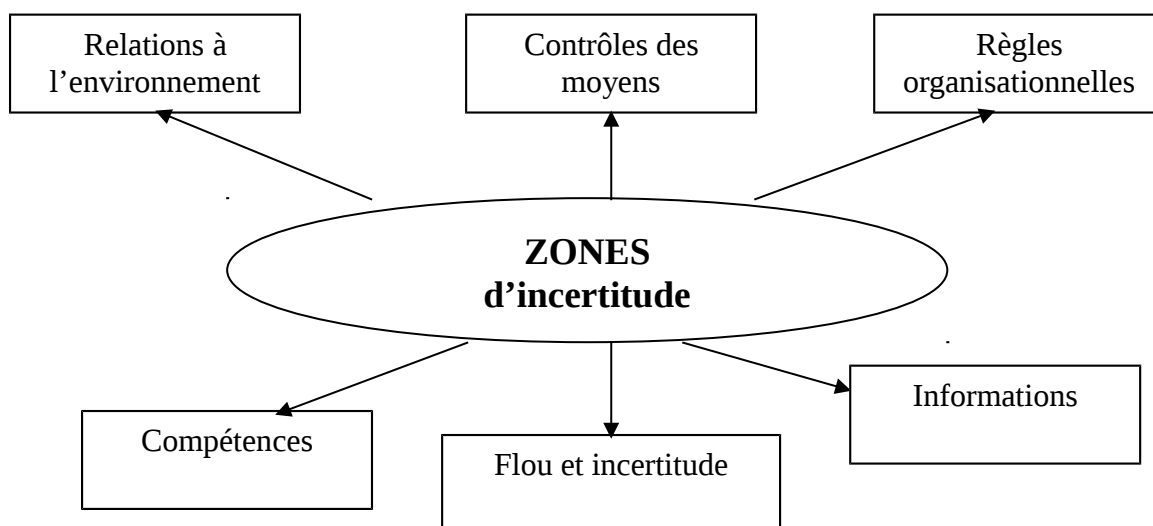 Relations à
l’environnement
Contrôles des
moyens
Règles
organisationnelles
ZONES
d’incertitude
Compétences
Flou et incertitude
Informations